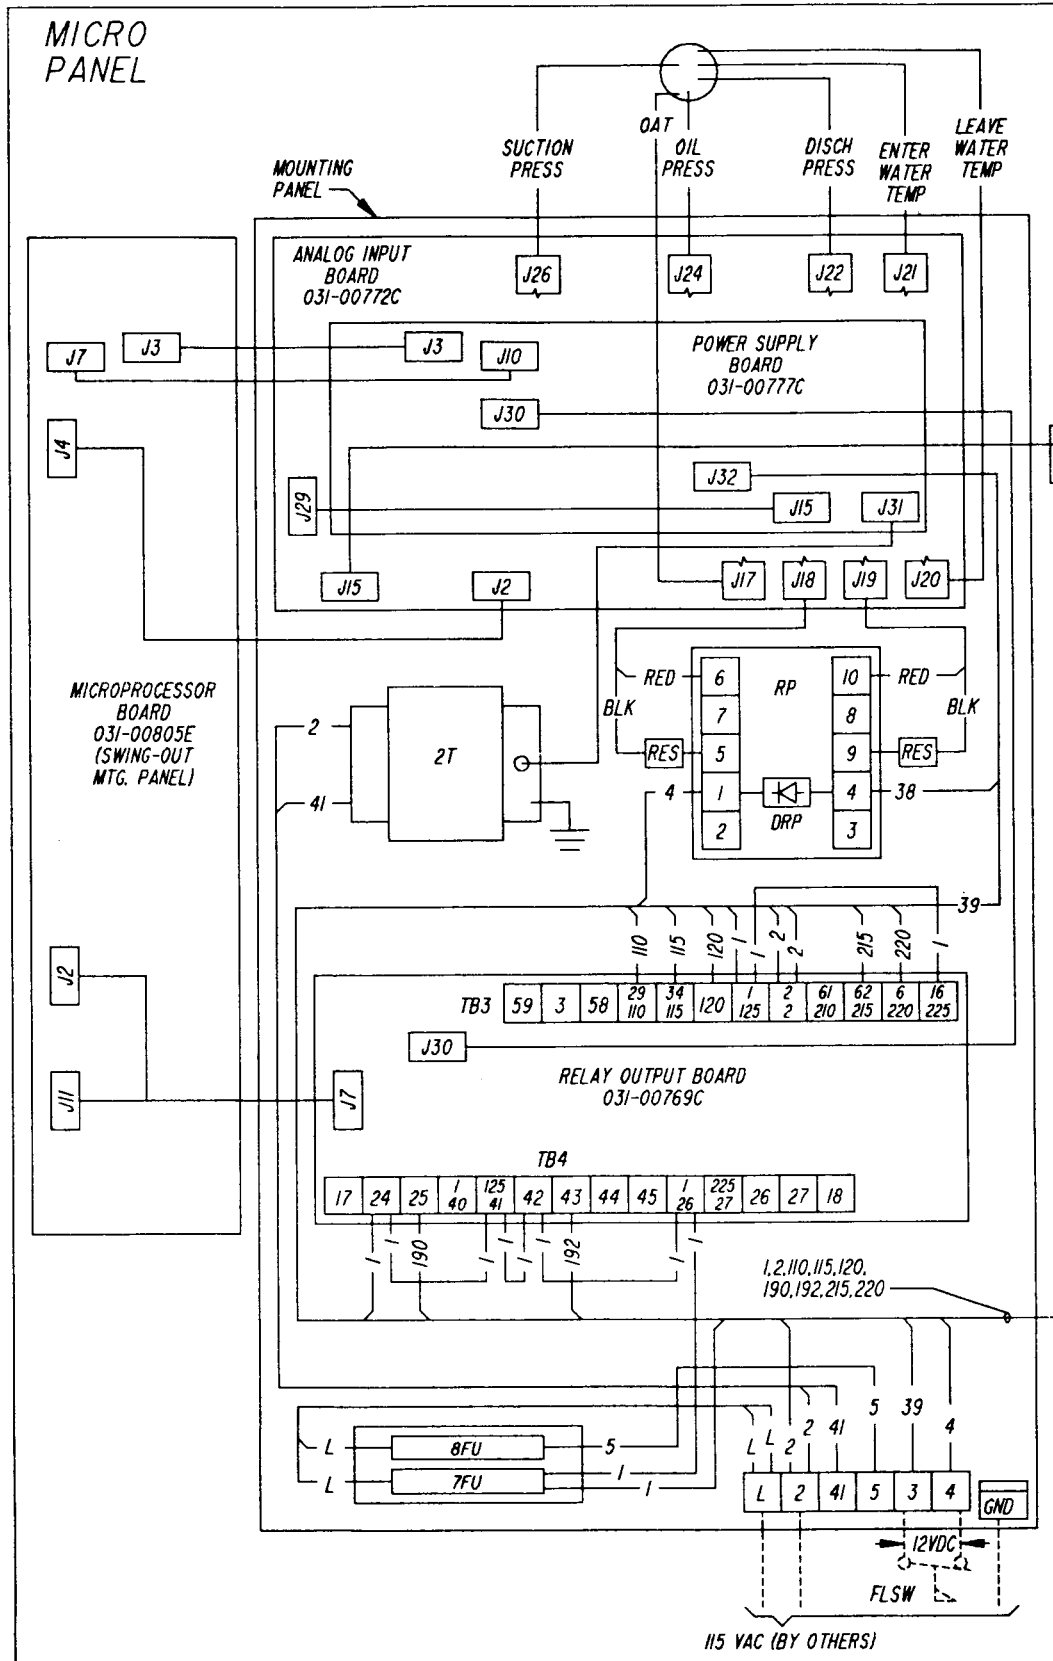 MICRO
PANEL
SUCTION
PRESS
OAT
OIL
PRESS
DISCH
PRESS
ENTER
WATER
TEMP
LEAVE
WATER
TEMP
MOUNTING
PANEL
ANALOG INPUT
BOARD
031-00772C
J26
J24
J22
J21
J7
J3
J3
J10
POWER SUPPLY
BOARD
031-00777C
J30
J4
J32
J29
J15
J31
J15
J2
J17
J18
J19
J20
MICROPROCESSOR
BOARD
031-00805E
(SWING-OUT
MTG. PANEL)
2
41
2T
RED
BLK
RES
4
6
7
5
1
2
RP
DRP
10
8
9
4
3
RED
BLK
RES
38
39
110
115
120
1
1
2
2
215
220
1
J2
J11
TB3
59
3
58
29
110
34
115
120
1
125
2
2
61
210
62
215
6
220
16
225
J30
RELAY OUTPUT BOARD
031-00769C
J7
TB4
17
24
25
1
40
125
41
42
43
44
45
1
26
225
27
26
27
18
1
1
190
1
1
1
1
192
1
1
1,2,110,115,120,
190,192,215,220
L
8FU
5
L
7FU
1
1
L
L
2
2
41
5
39
4
L
2
41
5
3
4
GND
12VDC
FLSW
115 VAC (BY OTHERS)